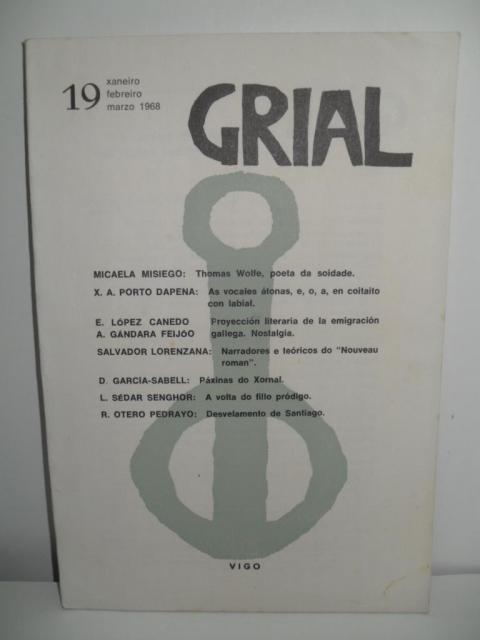 19
xaneiro
febreiro
marzo 1968
GRIAL
MICAELA MISIEGO: Thomas Wolfe, poeta da soidade.
X. A. PORTO DAPENA: As vocales átonas, e, o, a, en coitaito
con labial.
E. LÓPEZ CANEDO Proyección literaria de la emigración
A. GÁNDARA FEIJÓO gallega. Nostalgia.
SALVADOR LORENZANA: Narradores e teóricos do "Nouveau
roman".
D. GARCÍA-SABELL: Páxinas do Xornal.
L. SÉDAR SENGHOR: A volta do fillo pródigo.
R. OTERO PEDRAYO: Desvelamento de Santiago.
VIGO